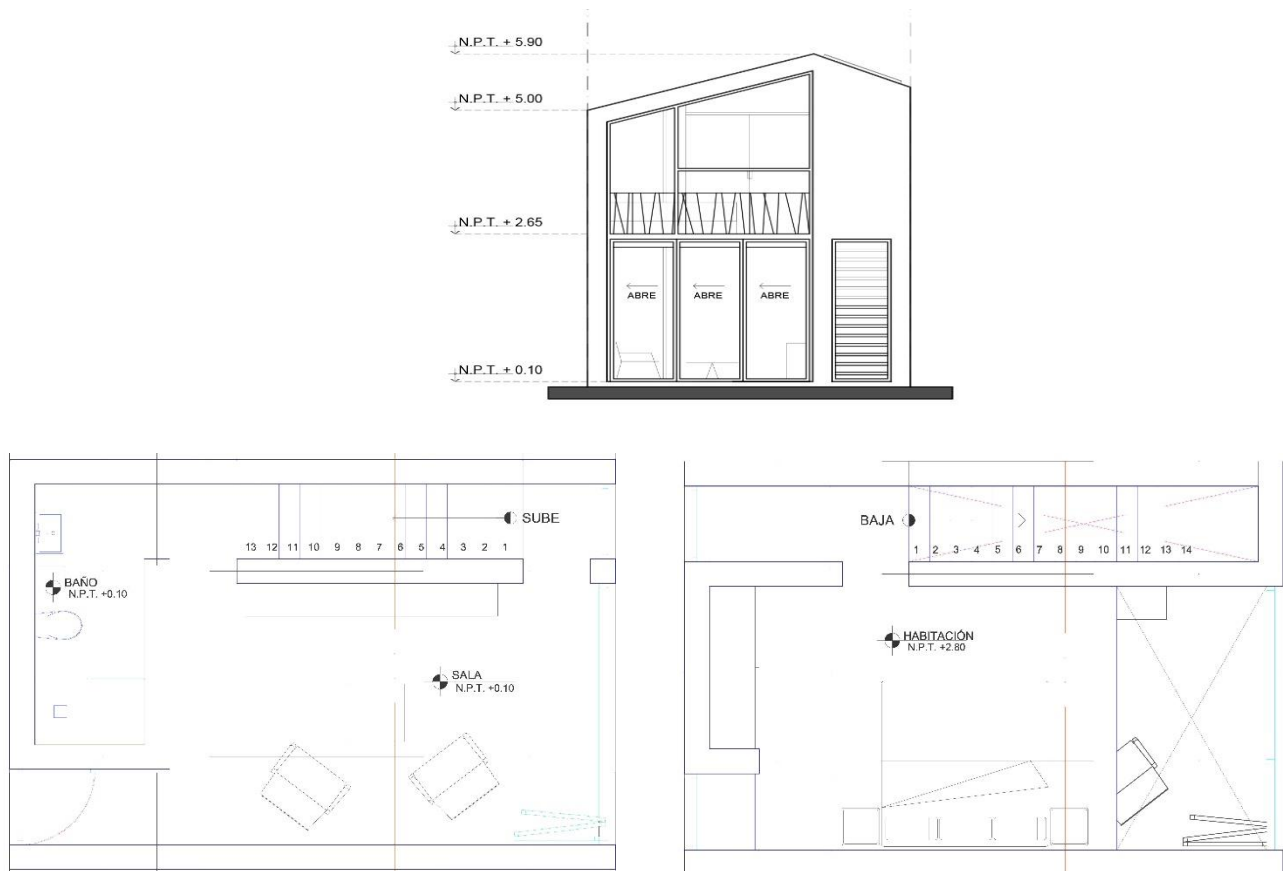 N.P.T. + 5.90
N.P.T. + 5.00
N.P.T. + 2.65
ABRE ABRE ABRE
N.P.T. + 0.10
SUBE
13 12 11 10 9 8 7 6 5 4 3 2 1
BAÑO
N.P.T. +0.10
SALA
N.P.T. +0.10
BAJA
1 2 3 4 5 6 7 8 9 10 11 12 13 14
HABITACIÓN
N.P.T. +2.80